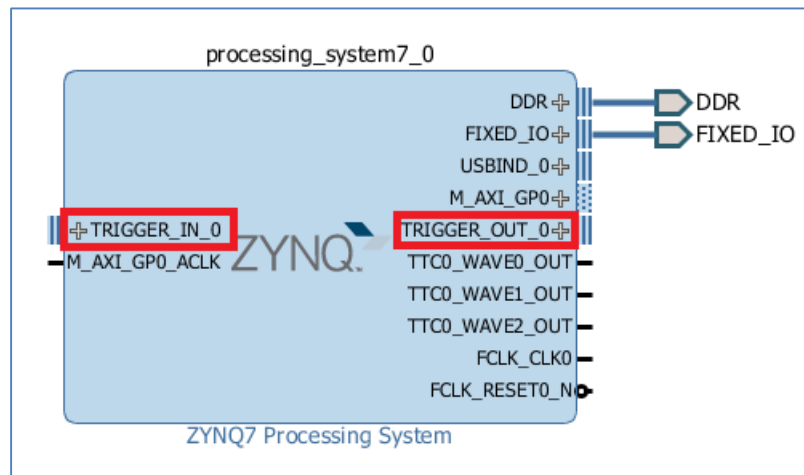 processing_system7_0
DDR
DDR
FIXED_IO
FIXED_IO
USBIND_0
M_AXI_GP0
TRIGGER_IN_0
TRIGGER_OUT_0
M_AXI_GP0_ACLK
ZYNQ
TTC0_WAVE0_OUT
TTC0_WAVE1_OUT
TTC0_WAVE2_OUT
FCLK_CLK0
FCLK_RESET0_N
ZYNQ7 Processing System